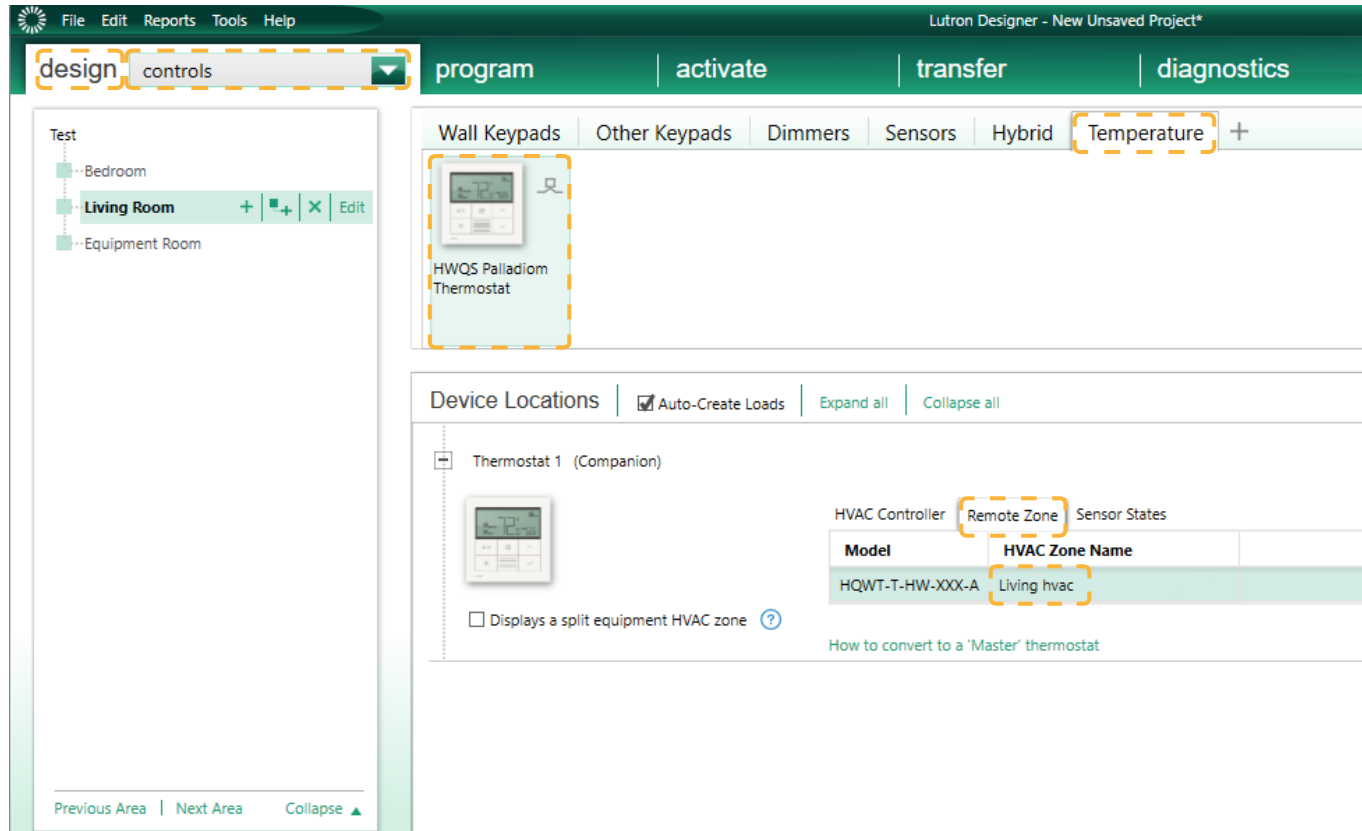 File Edit Reports Tools Help
Lutron Designer - New Unsaved Project*
design controls program activate transfer diagnostics
Test
Bedroom
Living Room + × Edit
Equipment Room
Previous Area | Next Area Collapse ▲
Wall Keypads Other Keypads Dimmers Sensors Hybrid Temperature +
HWQS Palladiom
Thermostat
Device Locations Auto-Create Loads Expand all Collapse all
Thermostat 1 (Companion)
Displays a split equipment HVAC zone ?
HVAC Controller Remote Zone Sensor States
Model HVAC Zone Name
HQWT-T-HW-XXX-A Living hvac
How to convert to a 'Master' thermostat